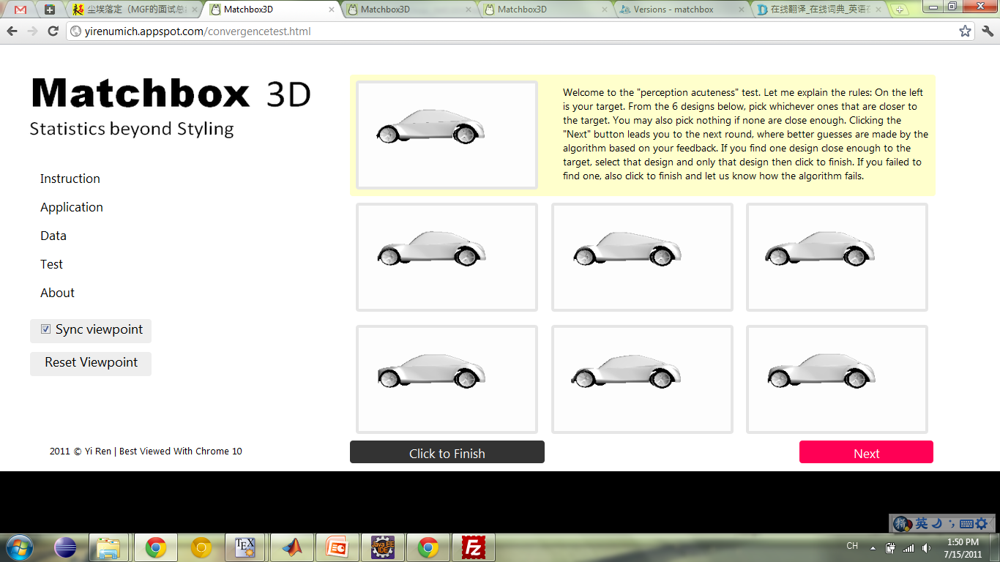 尘埃落定（MGF的面试总
Matchbox3D
Matchbox3D
Matchbox3D
Versions - matchbox
在线翻译_在线词典_英语
yirenumich.appspot.com/convergencetest.html
Matchbox 3D
Statistics beyond Styling
Instruction
Application
Data
Test
About
Sync viewpoint
Reset Viewpoint
2011 © Yi Ren | Best Viewed With Chrome 10
Welcome to the "perception acuteness" test. Let me explain the rules: On the left
is your target. From the 6 designs below, pick whichever ones that are closer to
the target. You may also pick nothing if none are close enough. Clicking the
"Next" button leads you to the next round, where better guesses are made by the
algorithm based on your feedback. If you find one design close enough to the
target, select that design and only that design then click to finish. If you failed to
find one, also click to finish and let us know how the algorithm fails.
Click to Finish
Next
英
TEX
Java EE
IDE
Fz
CH
1:50 PM
7/15/2011